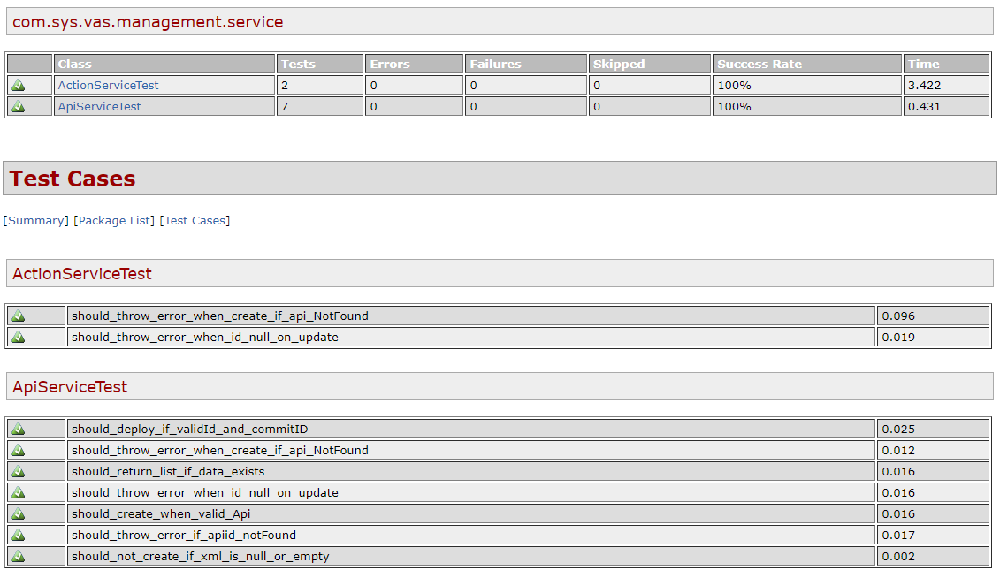 com.sys.vas.management.service
Class Tests Errors Failures Skipped Success Rate Time
ActionServiceTest 2 0 0 0 100% 3.422
ApiServiceTest 7 0 0 0 100% 0.431
Test Cases
[Summary] [Package List] [Test Cases]
ActionServiceTest
should_throw_error_when_create_if_api_NotFound 0.096
should_throw_error_when_id_null_on_update 0.019
ApiServiceTest
should_deploy_if_validId_and_commitID 0.025
should_throw_error_when_create_if_api_NotFound 0.012
should_return_list_if_data_exists 0.016
should_throw_error_when_id_null_on_update 0.016
should_create_when_valid_Api 0.016
should_throw_error_if_apiid_notFound 0.017
should_not_create_if_xml_is_null_or_empty 0.002